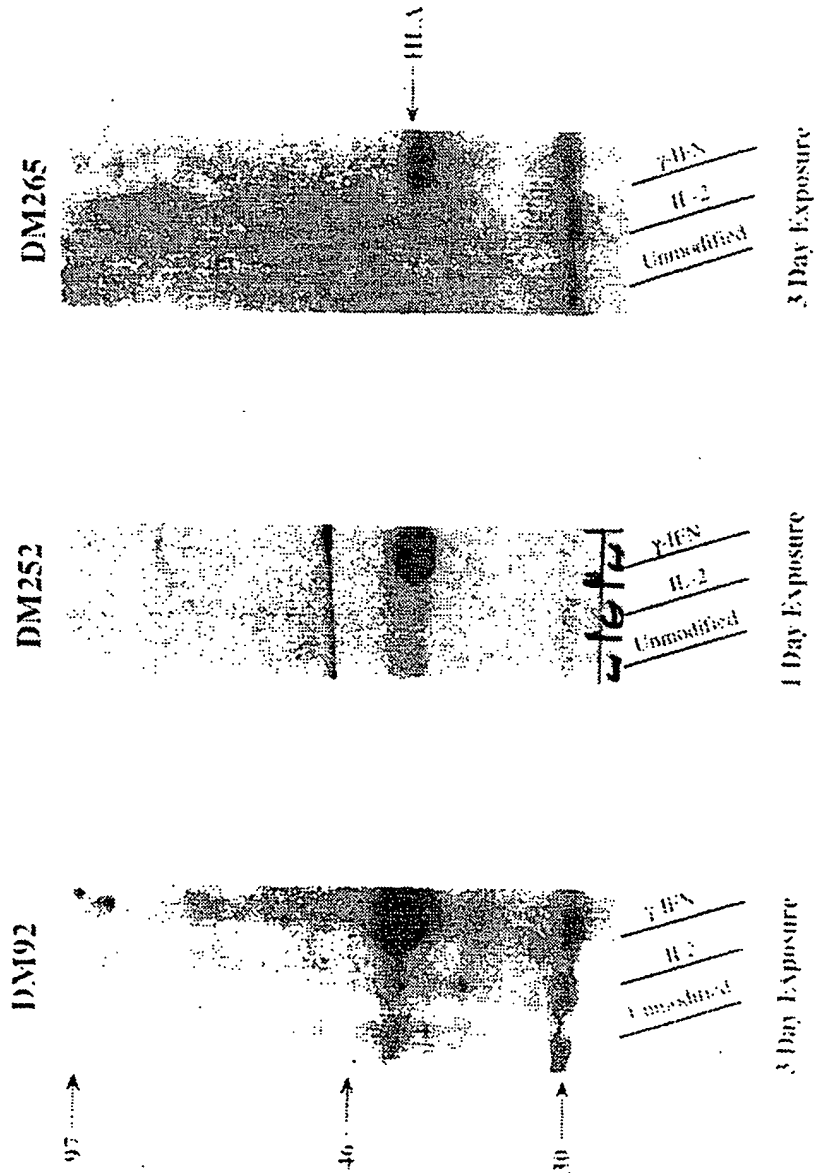 DM92
DM252
DM265
97
46
30
HLA
Unmodified
IL-2
γ-IFN
Unmodified
IL-2
γ-IFN
Unmodified
IL-2
γ-IFN
3 Day Exposure
1 Day Exposure
3 Day Exposure